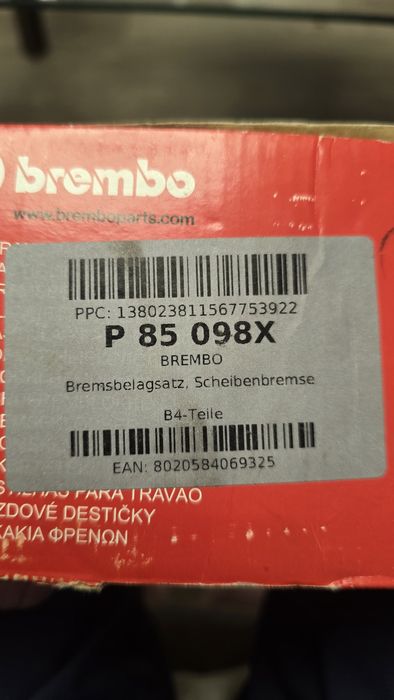 brembo
www.bremboparts.com
PPC: 138023811567753922
P 85 098X
BREMBO
Bremsbelagsatz, Scheibenbremse
B4-Teile
EAN: 8020584069325
PARA TRAVÃO
ZDOVÉ DESTIČKY
ΚΑΚΙΑ ΦΡΕΝΩΝ